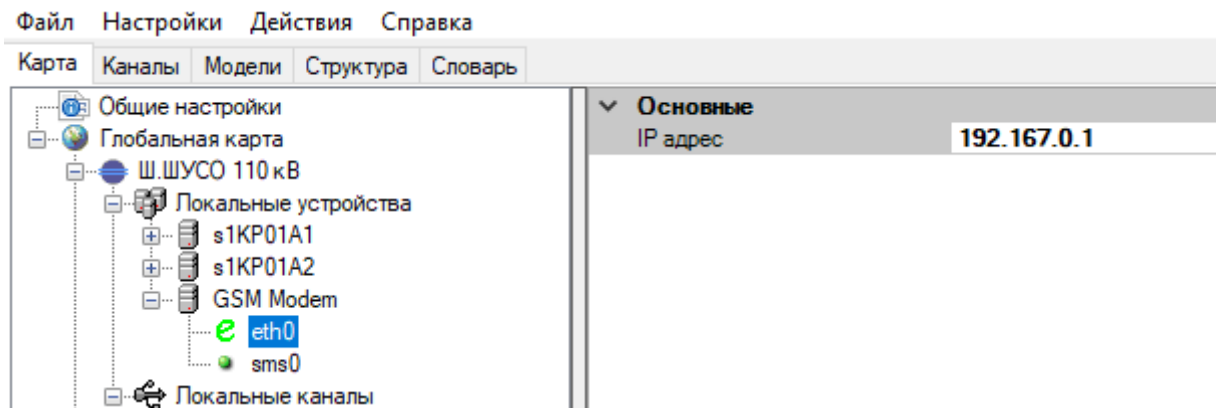 Файл Настройки Действия Справка
Карта Каналы Модели Структура Словарь
Общие настройки
Глобальная карта
Ш.ШУСО 110 кВ
Локальные устройства
s1KP01A1
s1KP01A2
GSM Modem
eth0
sms0
Локальные каналы
Основные
IP адрес 192.167.0.1